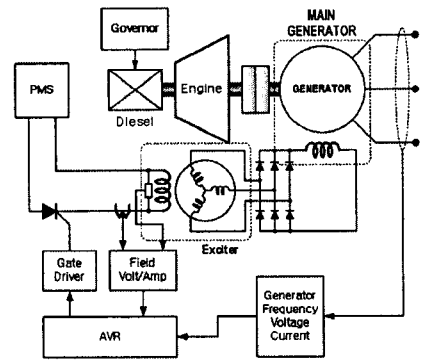 MAIN
GENERATOR
Governor
PMS
Engine
GENERATOR
Diesel
Exciter
Gate
Driver
Field
Volt/Amp
Generator
Frequency
Voltage
Current
AVR